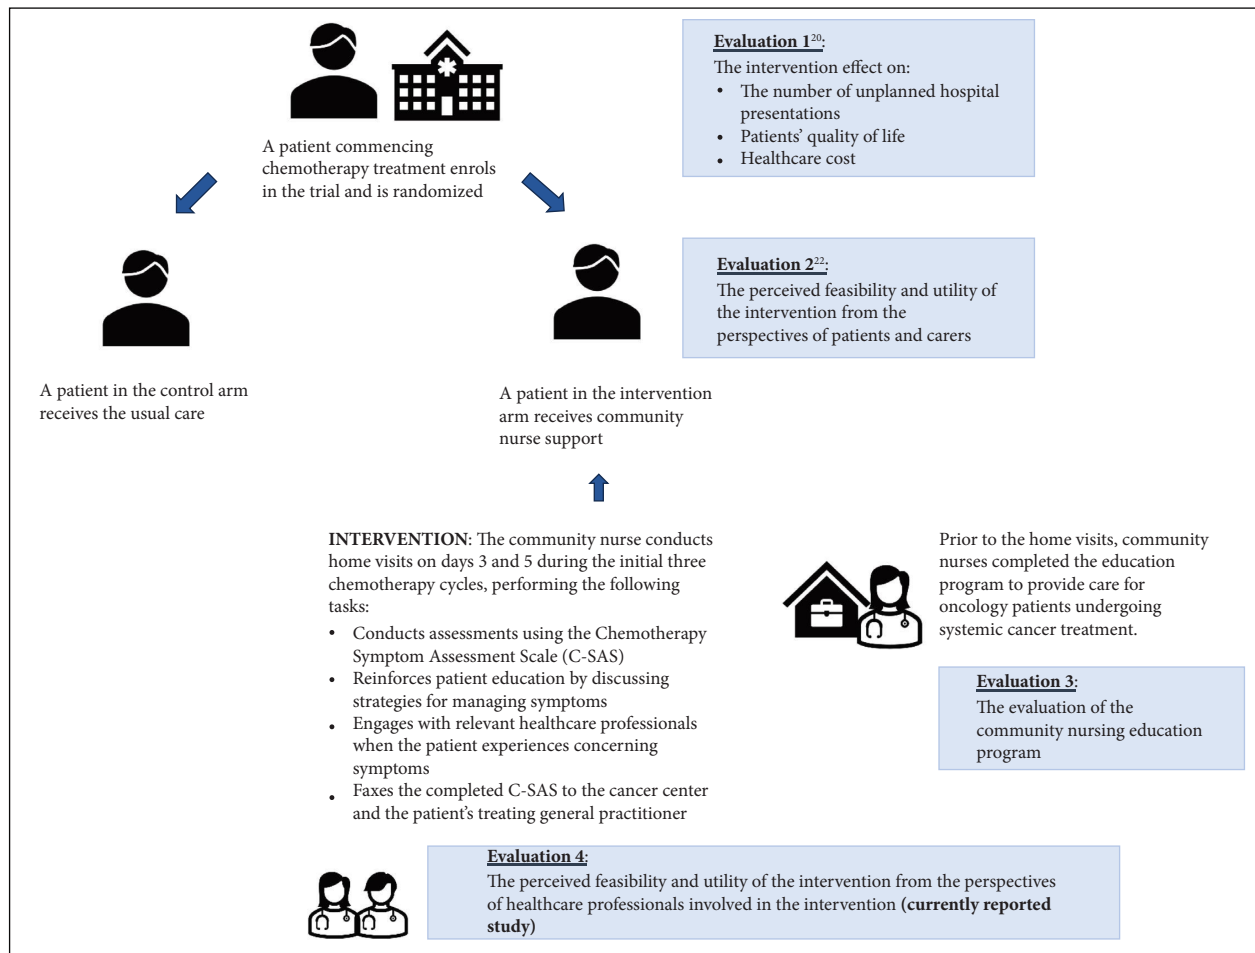 A patient commencing
chemotherapy treatment enrols
in the trial and is randomized
Evaluation 1²⁰:
The intervention effect on:
• The number of unplanned hospital
presentations
• Patients' quality of life
• Healthcare cost
A patient in the control arm
receives the usual care
A patient in the intervention
arm receives community
nurse support
Evaluation 2²²:
The perceived feasibility and utility of
the intervention from the
perspectives of patients and carers
INTERVENTION: The community nurse conducts
home visits on days 3 and 5 during the initial three
chemotherapy cycles, performing the following
tasks:
• Conducts assessments using the Chemotherapy
Symptom Assessment Scale (C-SAS)
• Reinforces patient education by discussing
strategies for managing symptoms
• Engages with relevant healthcare professionals
when the patient experiences concerning
symptoms
• Faxes the completed C-SAS to the cancer center
and the patient's treating general practitioner
Prior to the home visits, community
nurses completed the education
program to provide care for
oncology patients undergoing
systemic cancer treatment.
Evaluation 3:
The evaluation of the
community nursing education
program
Evaluation 4:
The perceived feasibility and utility of the intervention from the perspectives
of healthcare professionals involved in the intervention (currently reported
study)